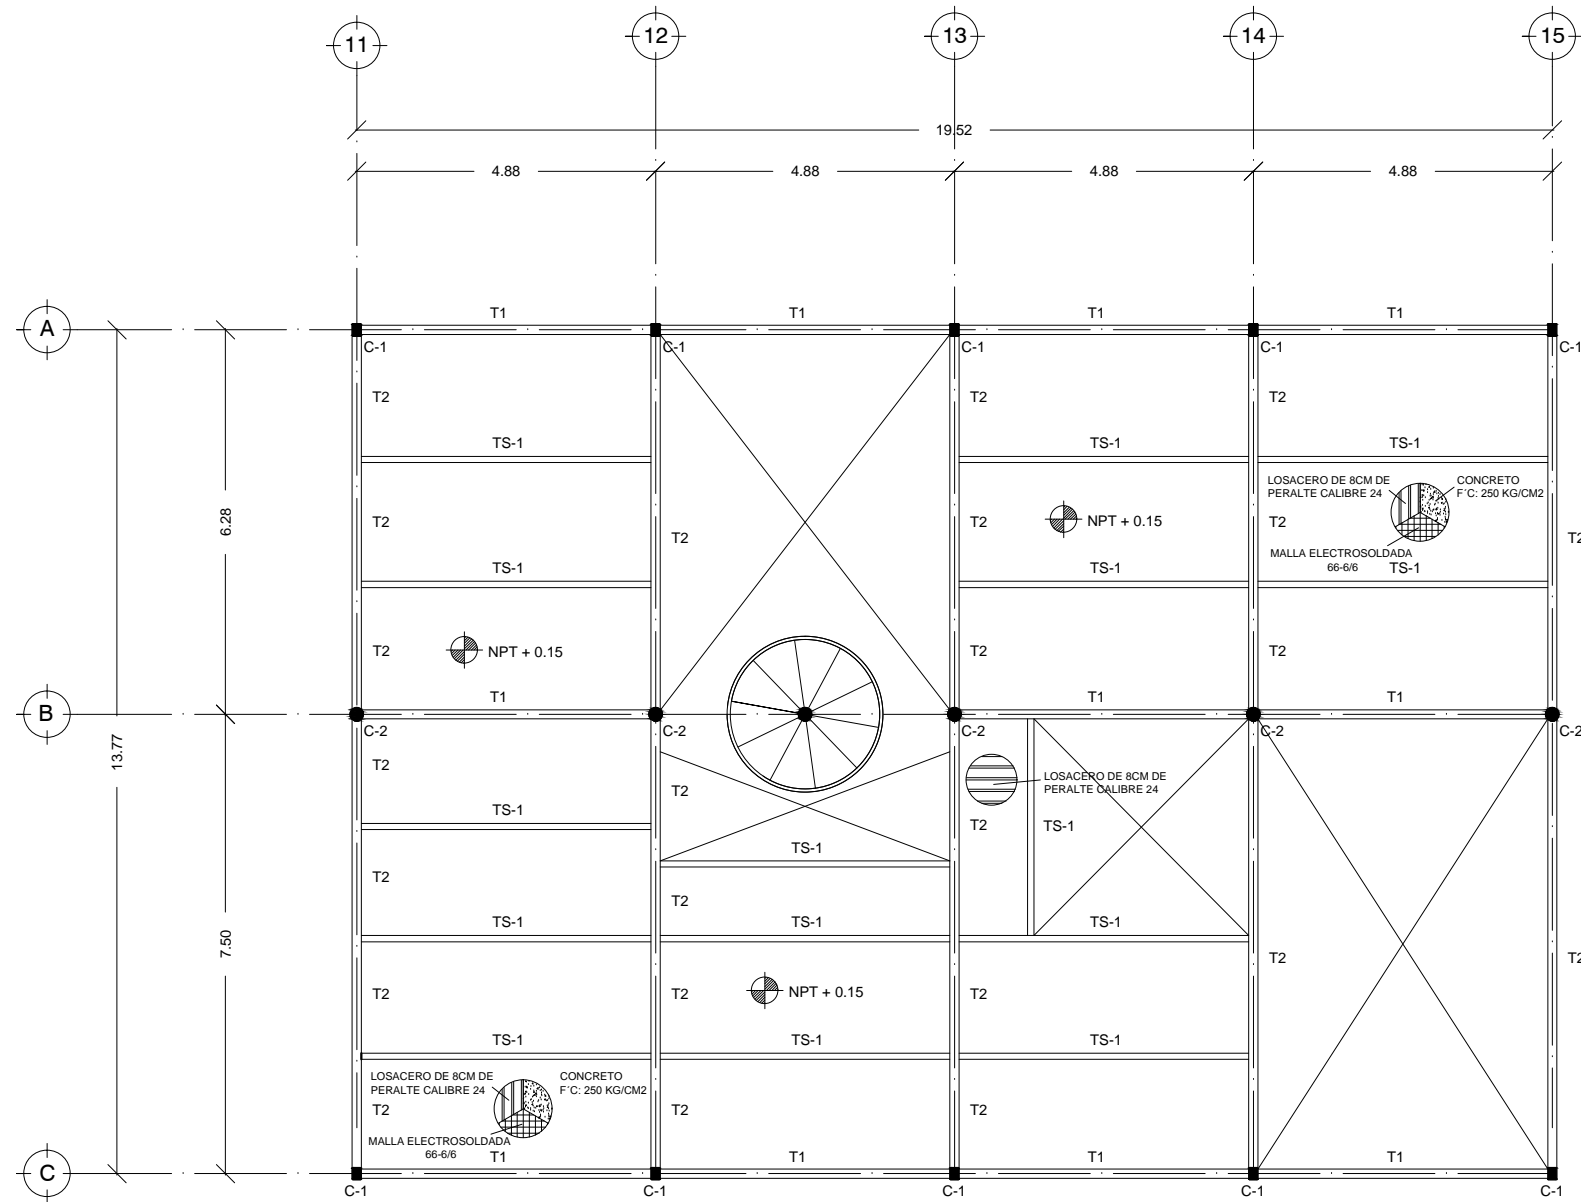 11
12
13
14
15
19.52
4.88
4.88
4.88
4.88
A
T1
T1
T1
T1
C-1
C-1
C-1
C-1
C-1
T2
T2
T2
TS-1
TS-1
TS-1
LOSACERO DE 8CM DE
PERALTE CALIBRE 24
CONCRETO
F´C: 250 KG/CM2
6.28
T2
T2
T2
T2
T2
NPT + 0.15
MALLA ELECTROSOLDADA
66-6/6
TS-1
TS-1
TS-1
T2
NPT + 0.15
T2
T2
T1
T1
T1
B
C-2
C-2
C-2
C-2
C-2
13.77
T2
T2
LOSACERO DE 8CM DE
PERALTE CALIBRE 24
TS-1
T2
TS-1
TS-1
T2
T2
7.50
TS-1
TS-1
TS-1
T2
T2
T2
NPT + 0.15
T2
T2
TS-1
TS-1
TS-1
LOSACERO DE 8CM DE
PERALTE CALIBRE 24
CONCRETO
F´C: 250 KG/CM2
T2
T2
T2
MALLA ELECTROSOLDADA
66-6/6
T1
T1
T1
T1
C
C-1
C-1
C-1
C-1
C-1